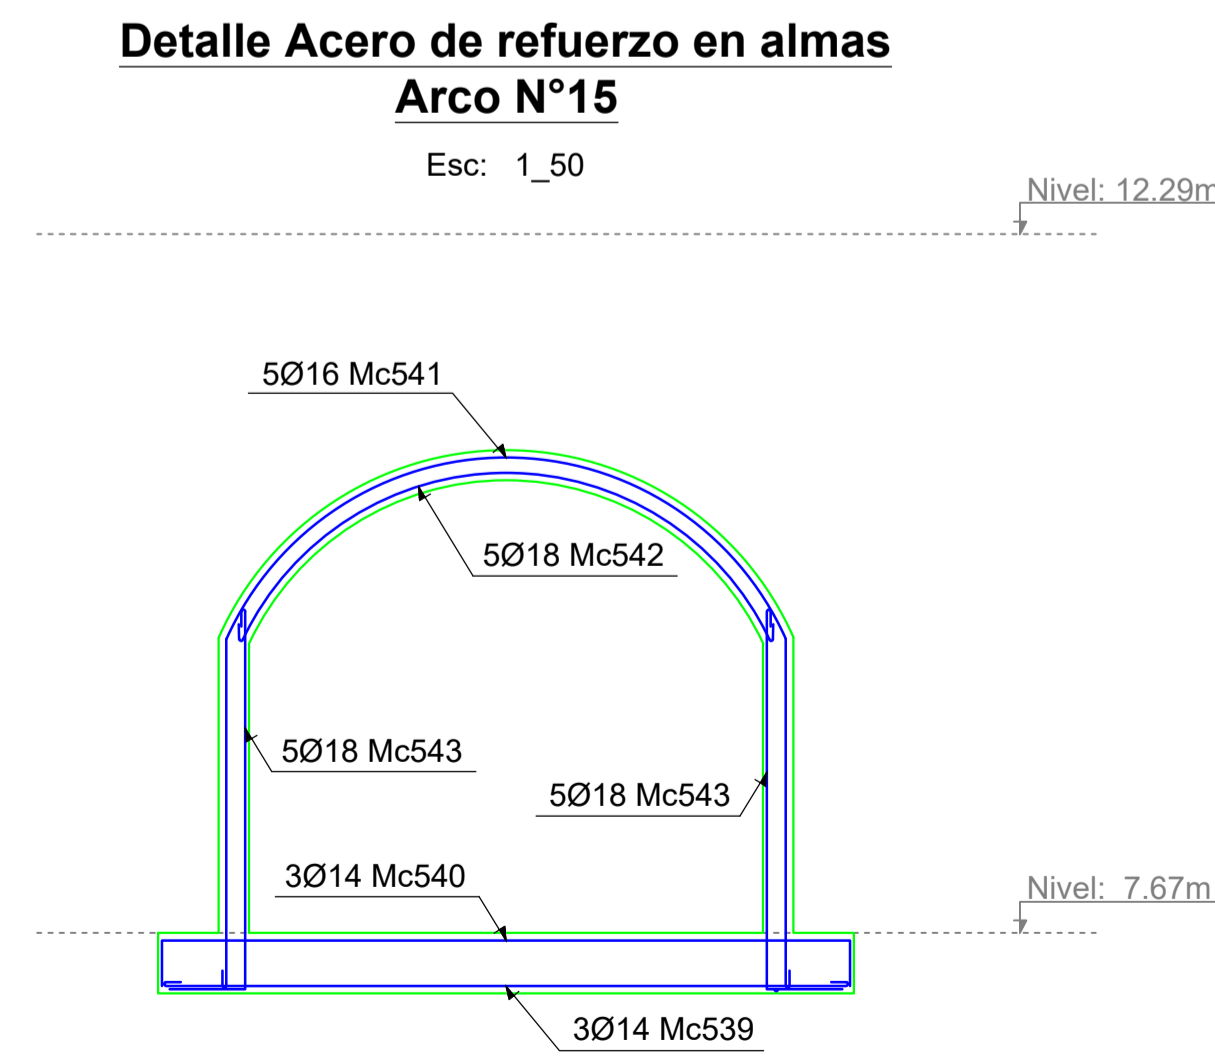 Detalle Acero de refuerzo en almas
Arco N°15
Esc: 1_50
Nivel: 12.29m
5Ø16 Mc541
5Ø18 Mc542
5Ø18 Mc543
5Ø18 Mc543
3Ø14 Mc540
Nivel: 7.67m
3Ø14 Mc539